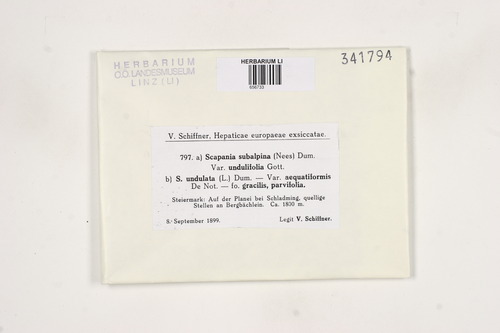 HERBARIUM
O.Ö. LANDESMUSEUM
LINZ (LI)
HERBARIUM LI
341794
V. Schiffner, Hepaticae europaeae exsiccatae.
797. a) Scapania subalpina (Nees) Dum.
Var. undulifolia Gott.
b) S. undulata (L.) Dum. — Var. aequatiformis
De Not. — fo. gracilis, parvifolia.
Steiermark: Auf der Planei bei Schladming, quellige
Stellen an Bergbächlein. Ca. 1800 m.
8. September 1899.
Legit V. Schiffner.